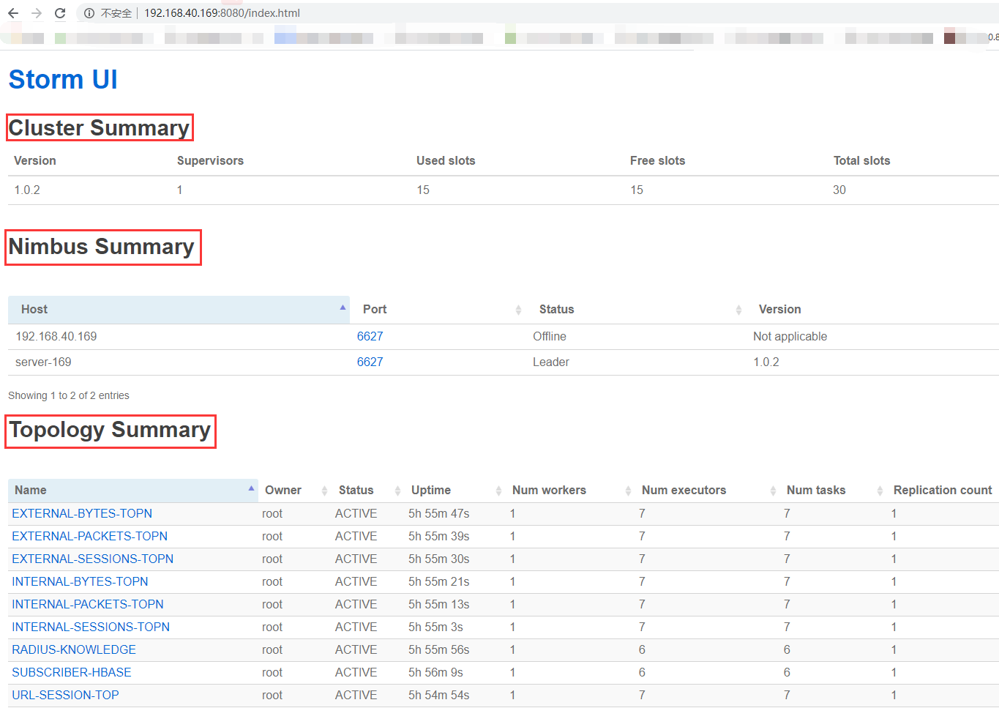 不安全 192.168.40.169:8080/index.html
0.8
Storm UI
Cluster Summary
Version Supervisors Used slots Free slots Total slots
1.0.2 1 15 15 30
Nimbus Summary
Host Port Status Version
192.168.40.169 6627 Offline Not applicable
server-169 6627 Leader 1.0.2
Showing 1 to 2 of 2 entries
Topology Summary
Name Owner Status Uptime Num workers Num executors Num tasks Replication count
EXTERNAL-BYTES-TOPN root ACTIVE 5h 55m 47s 1 7 7 1
EXTERNAL-PACKETS-TOPN root ACTIVE 5h 55m 39s 1 7 7 1
EXTERNAL-SESSIONS-TOPN root ACTIVE 5h 55m 30s 1 7 7 1
INTERNAL-BYTES-TOPN root ACTIVE 5h 55m 21s 1 7 7 1
INTERNAL-PACKETS-TOPN root ACTIVE 5h 55m 13s 1 7 7 1
INTERNAL-SESSIONS-TOPN root ACTIVE 5h 55m 3s 1 7 7 1
RADIUS-KNOWLEDGE root ACTIVE 5h 55m 56s 1 6 6 1
SUBSCRIBER-HBASE root ACTIVE 5h 56m 9s 1 6 6 1
URL-SESSION-TOP root ACTIVE 5h 54m 54s 1 7 7 1